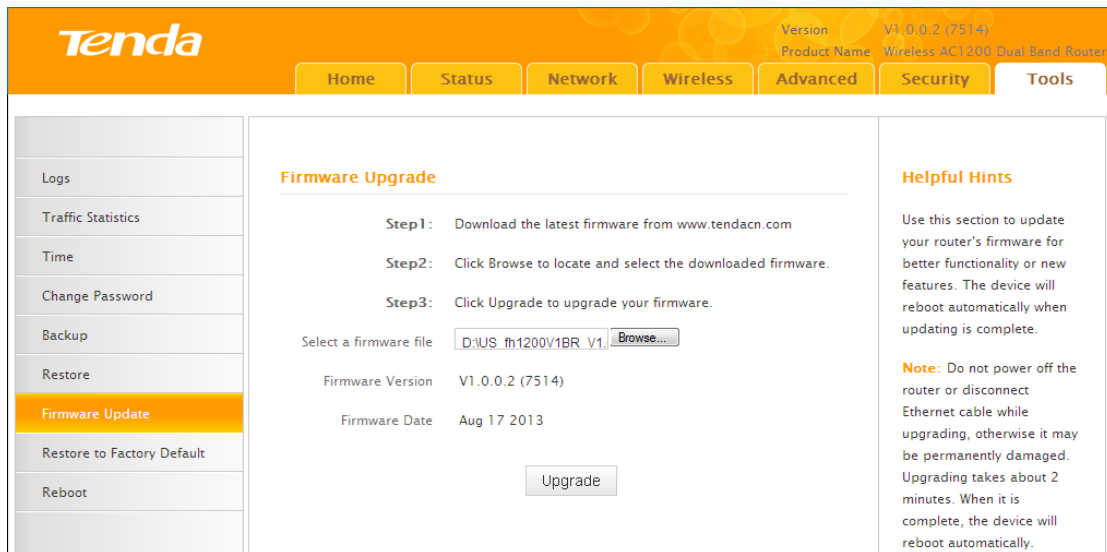 Tenda
Version V1.0.0.2 (7514)
Product Name Wireless AC1200 Dual Band Router
Home Status Network Wireless Advanced Security Tools
Logs
Traffic Statistics
Time
Change Password
Backup
Restore
Firmware Update
Restore to Factory Default
Reboot
Firmware Upgrade
Step1: Download the latest firmware from www.tendacn.com
Step2: Click Browse to locate and select the downloaded firmware.
Step3: Click Upgrade to upgrade your firmware.
Select a firmware file D:\US_fh1200V1BR_V1. Browse...
Firmware Version V1.0.0.2 (7514)
Firmware Date Aug 17 2013
Upgrade
Helpful Hints
Use this section to update
your router's firmware for
better functionality or new
features. The device will
reboot automatically when
updating is complete.
Note: Do not power off the
router or disconnect
Ethernet cable while
upgrading, otherwise it may
be permanently damaged.
Upgrading takes about 2
minutes. When it is
complete, the device will
reboot automatically.